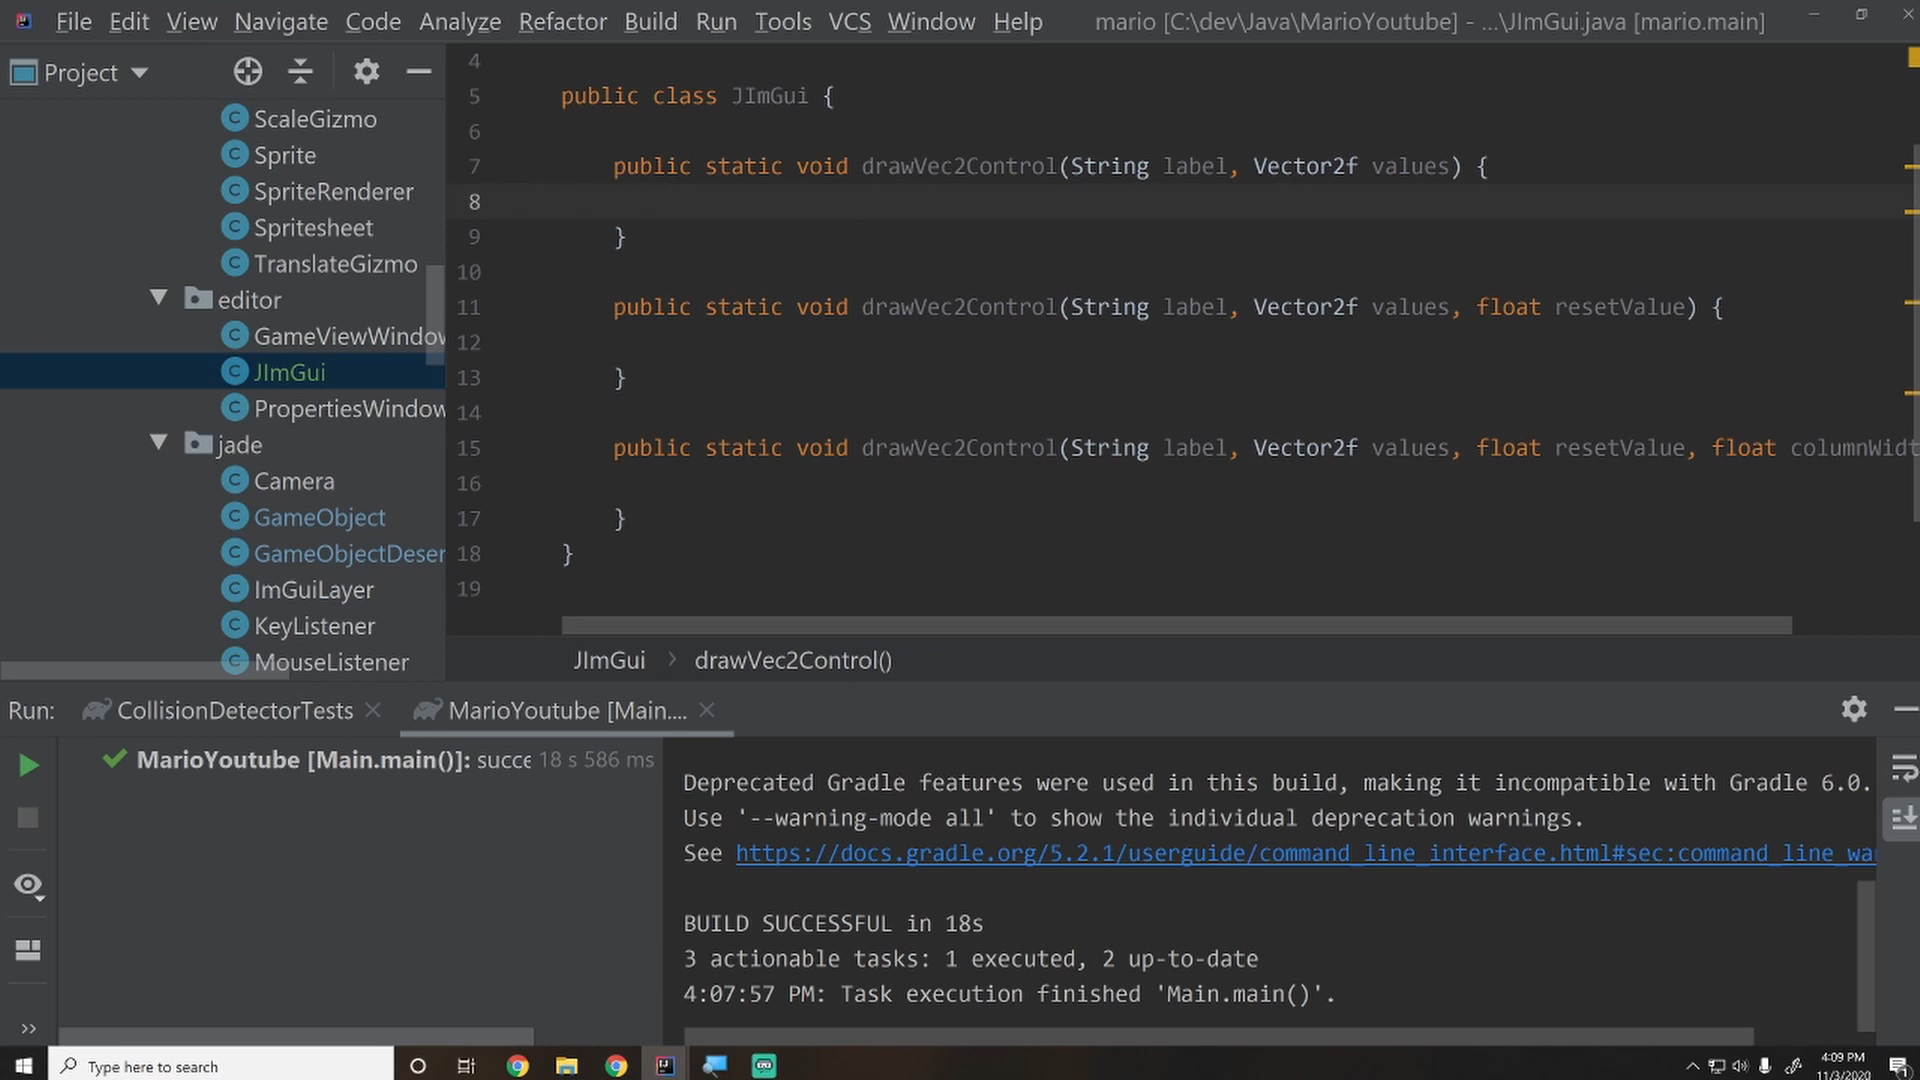 File Edit View Navigate Code Analyze Refactor Build Run Tools VCS Window Help mario [C:\dev\Java\MarioYoutube] - ...\JImGui.java [mario.main]
Project
ScaleGizmo
Sprite
SpriteRenderer
Spritesheet
TranslateGizmo
editor
GameViewWindow
JImGui
PropertiesWindow
jade
Camera
GameObject
GameObjectDeser
ImGuiLayer
KeyListener
MouseListener
4
5 public class JImGui {
6
7 public static void drawVec2Control(String label, Vector2f values) {
8
9 }
10
11 public static void drawVec2Control(String label, Vector2f values, float resetValue) {
12
13 }
14
15 public static void drawVec2Control(String label, Vector2f values, float resetValue, float columnWidt
16
17 }
18 }
19
JImGui > drawVec2Control()
Run: CollisionDetectorTests MarioYoutube [Main....
MarioYoutube [Main.main()]: succe 18 s 586 ms
Deprecated Gradle features were used in this build, making it incompatible with Gradle 6.0.
Use '--warning-mode all' to show the individual deprecation warnings.
See https://docs.gradle.org/5.2.1/userguide/command_line_interface.html#sec:command_line_wa
BUILD SUCCESSFUL in 18s
3 actionable tasks: 1 executed, 2 up-to-date
4:07:57 PM: Task execution finished 'Main.main()'.
Type here to search
4:09 PM
11/3/2020